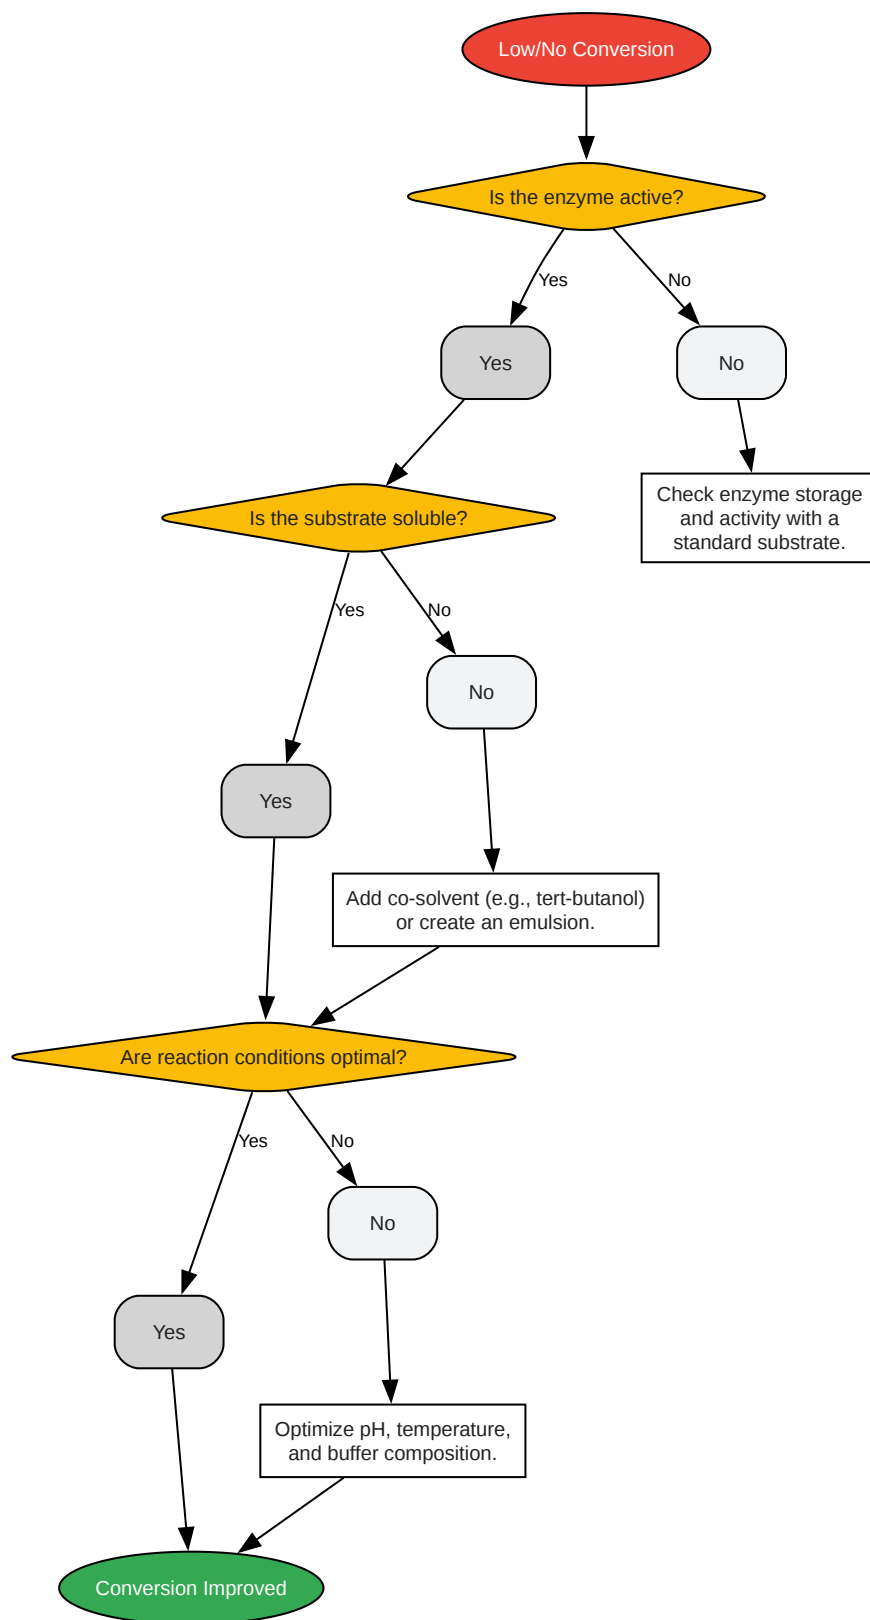 Low/No Conversion
Is the enzyme active?
Yes
No
Yes
No
Check enzyme storage
and activity with a
standard substrate.
Is the substrate soluble?
Yes
No
No
Yes
Add co-solvent (e.g., tert-butanol)
or create an emulsion.
Are reaction conditions optimal?
Yes
No
No
Yes
Optimize pH, temperature,
and buffer composition.
Conversion Improved